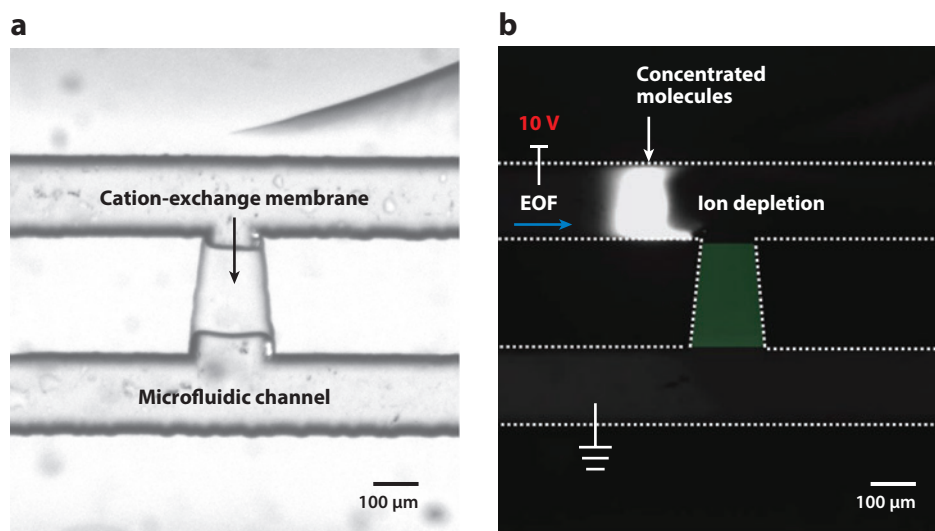 a
Cation-exchange membrane
Microfluidic channel
100 µm
b
Concentrated
molecules
10 V
EOF
Ion depletion
100 µm